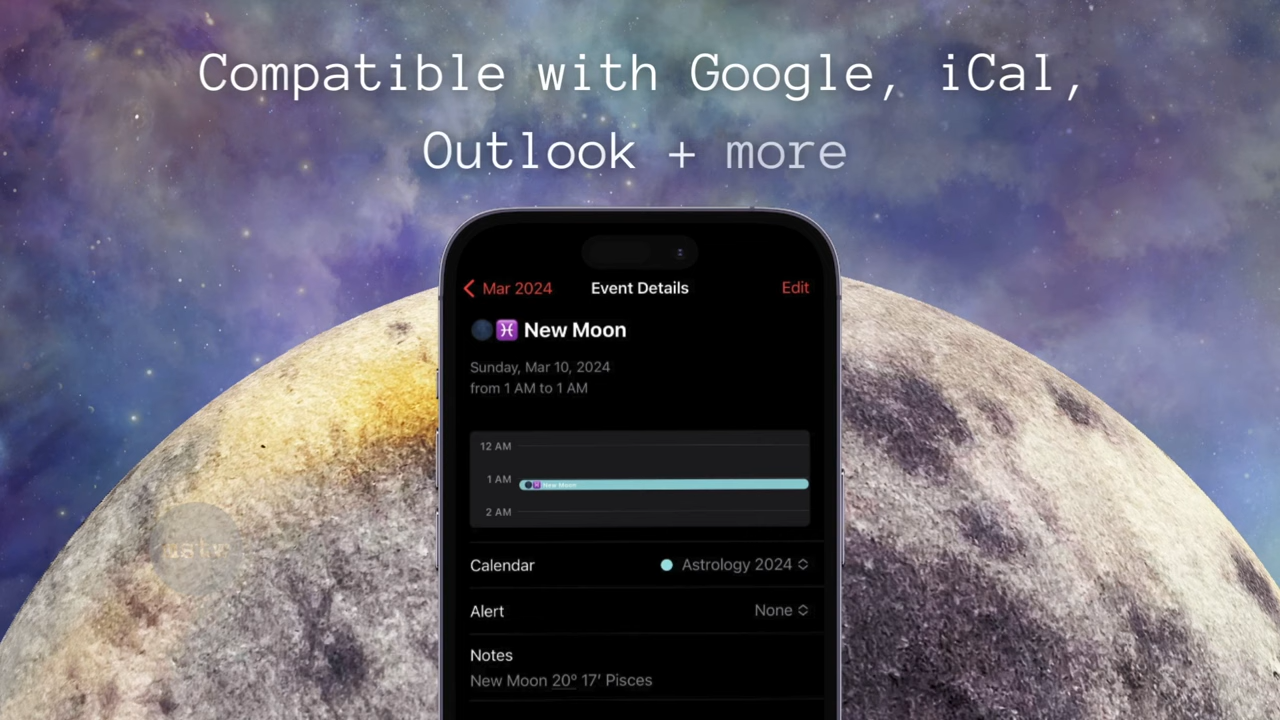 Compatible with Google, iCal,
Outlook + more
Mar 2024
Event Details
Edit
New Moon
Sunday, Mar 10, 2024
from 1 AM to 1 AM
12 AM
1 AM
New Moon
2 AM
Calendar
Astrology 2024
Alert
None
Notes
New Moon 20º 17’ Pisces